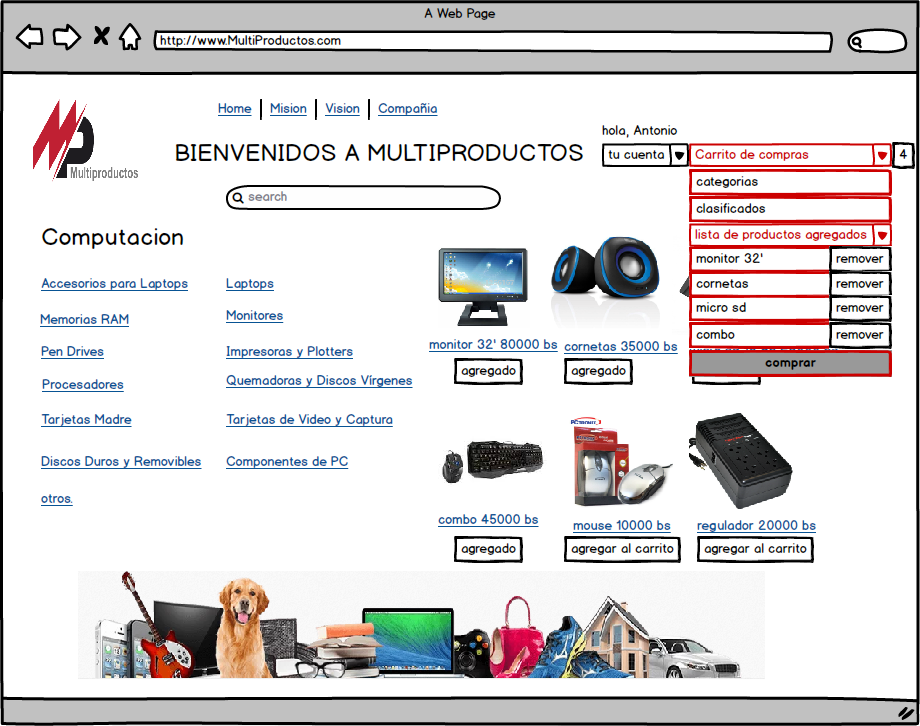 A Web Page
http://www.MultiProductos.com
Home
Mision
Vision
Compañia
hola, Antonio
Multiproductos
BIENVENIDOS A MULTIPRODUCTOS
tu cuenta
Carrito de compras
4
search
categorias
clasificados
lista de productos agregados
monitor 32' remover
cornetas remover
micro sd remover
combo remover
comprar
Computacion
Accesorios para Laptops
Laptops
Memorias RAM
Monitores
Pen Drives
Impresoras y Plotters
Procesadores
Quemadoras y Discos Vírgenes
Tarjetas Madre
Tarjetas de Video y Captura
Discos Duros y Removibles
Componentes de PC
otros.
monitor 32' 80000 bs
cornetas 35000 bs
agregado
agregado
combo 45000 bs
mouse 10000 bs
regulador 20000 bs
agregado
agregar al carrito
agregar al carrito